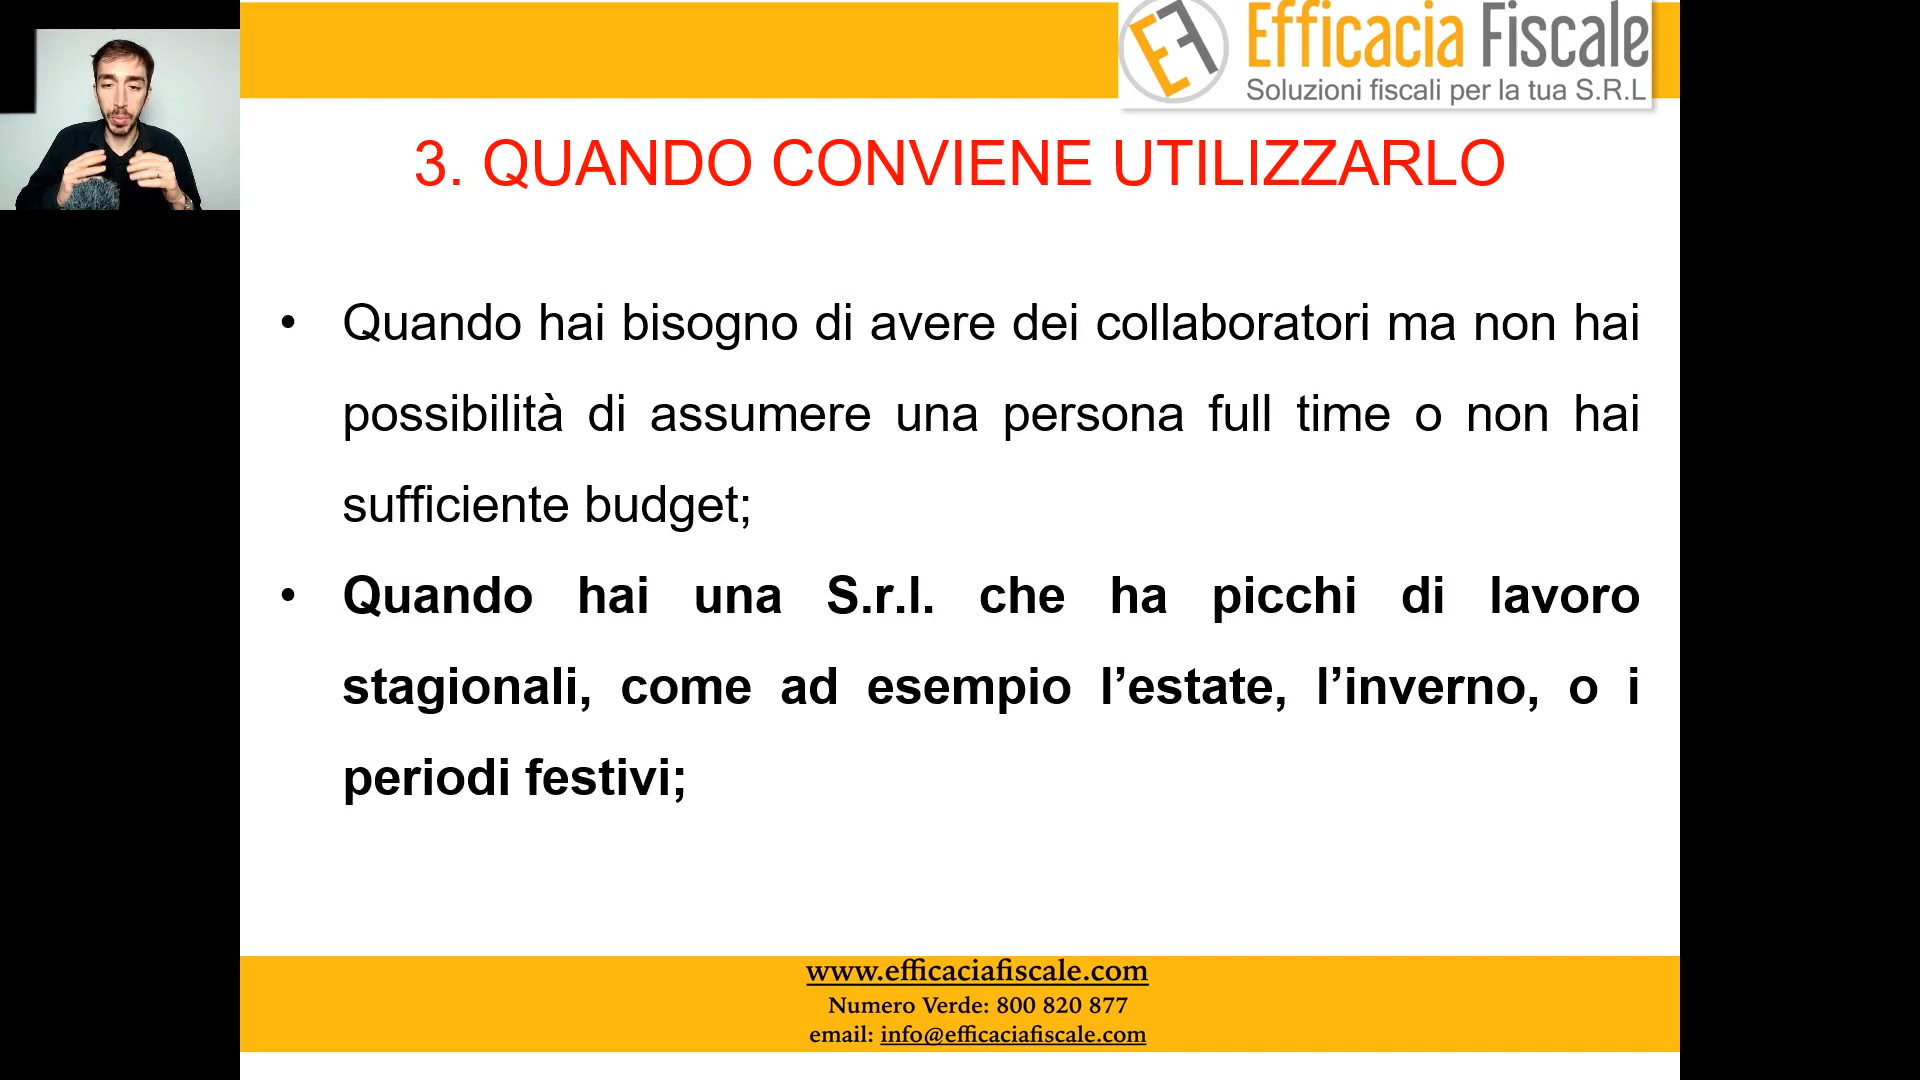 EF Efficacia Fiscale
Soluzioni fiscali per la tua S.R.L
3. QUANDO CONVIENE UTILIZZARLO
• Quando hai bisogno di avere dei collaboratori ma non hai
possibilità di assumere una persona full time o non hai
sufficiente budget;
• Quando hai una S.r.l. che ha picchi di lavoro
stagionali, come ad esempio l’estate, l’inverno, o i
periodi festivi;
www.efficaciafiscale.com
Numero Verde: 800 820 877
email: info@efficaciafiscale.com